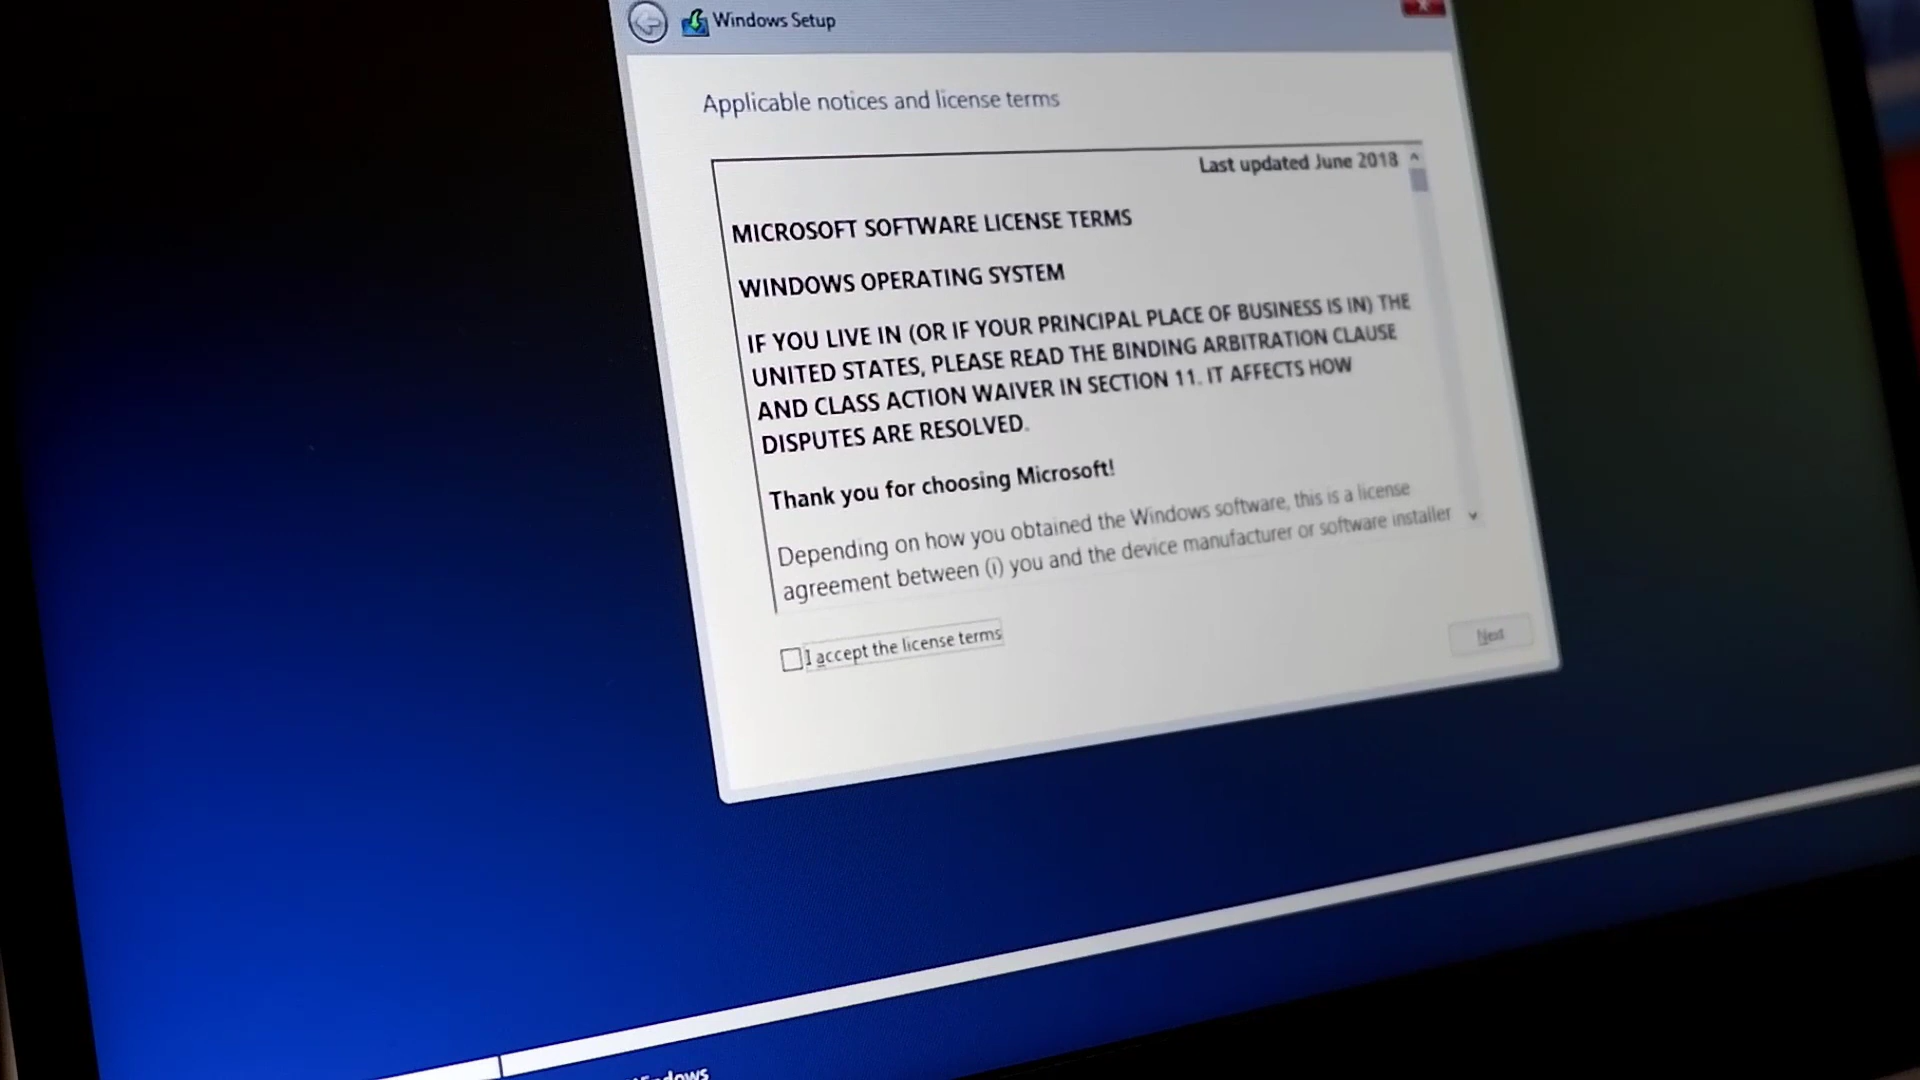 Windows Setup
Applicable notices and license terms
Last updated June 2018
MICROSOFT SOFTWARE LICENSE TERMS
WINDOWS OPERATING SYSTEM
IF YOU LIVE IN (OR IF YOUR PRINCIPAL PLACE OF BUSINESS IS IN) THE
UNITED STATES, PLEASE READ THE BINDING ARBITRATION CLAUSE
AND CLASS ACTION WAIVER IN SECTION 11. IT AFFECTS HOW
DISPUTES ARE RESOLVED.
Thank you for choosing Microsoft!
Depending on how you obtained the Windows software, this is a license
agreement between (i) you and the device manufacturer or software installer
I accept the license terms
Next